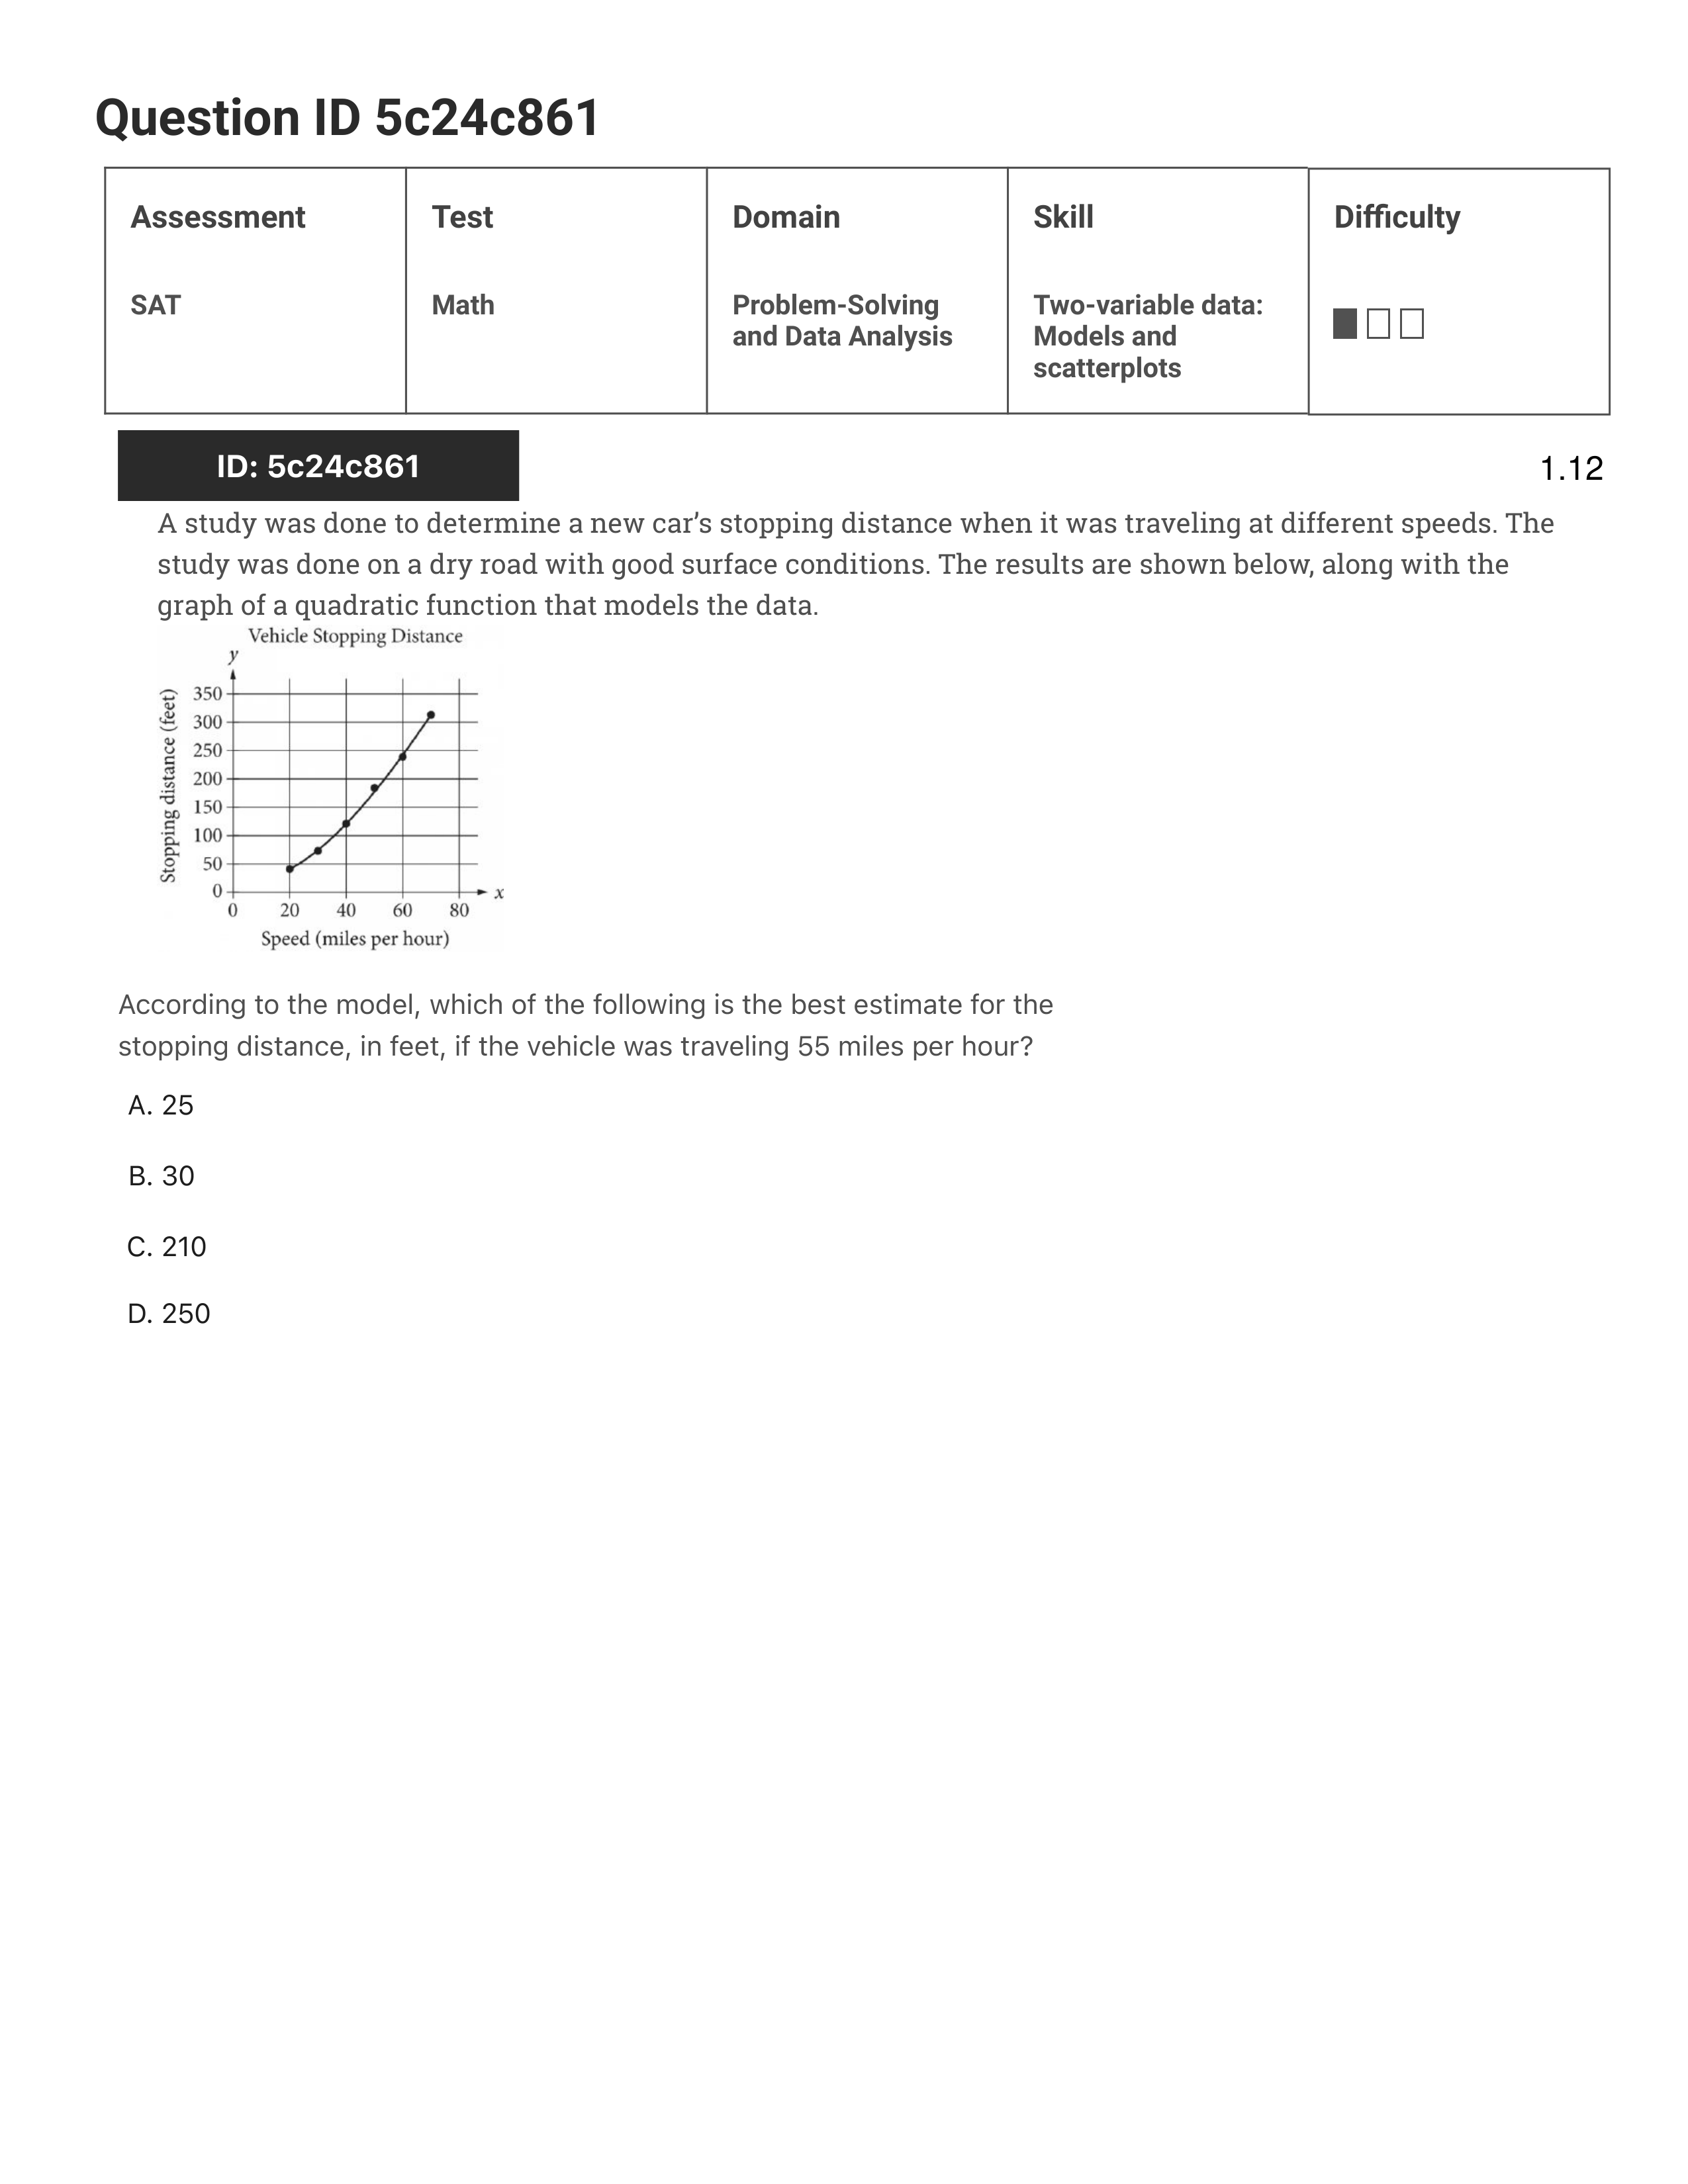 Question ID 5c24c861
Assessment
Test
Domain
Skill
Difficulty
SAT
Math
Problem-Solving
and Data Analysis
Two-variable data:
Models and
scatterplots
ID: 5c24c861
1.12
A study was done to determine a new car’s stopping distance when it was traveling at different speeds. The
study was done on a dry road with good surface conditions. The results are shown below, along with the
graph of a quadratic function that models the data.
Vehicle Stopping Distance
y
Stopping distance (feet)
350
300
250
200
150
100
50
0
x
0 20 40 60 80
Speed (miles per hour)
According to the model, which of the following is the best estimate for the
stopping distance, in feet, if the vehicle was traveling 55 miles per hour?
A. 25
B. 30
C. 210
D. 250